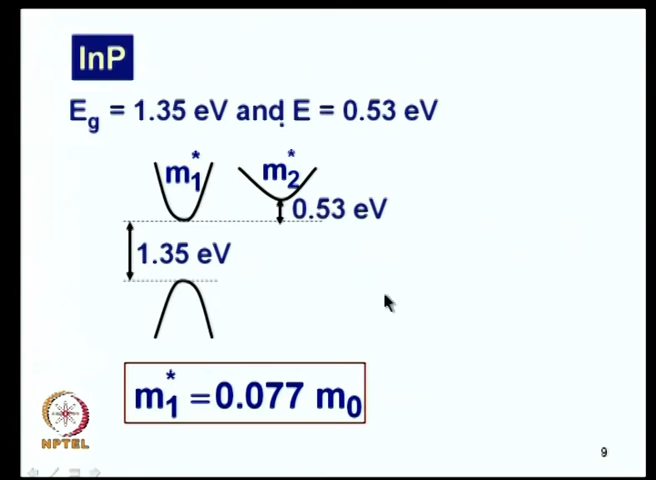 InP
E_g = 1.35 eV and E = 0.53 eV
m_1^* m_2^*
0.53 eV
1.35 eV
m_1^* = 0.077 m_0
NPTEL
9